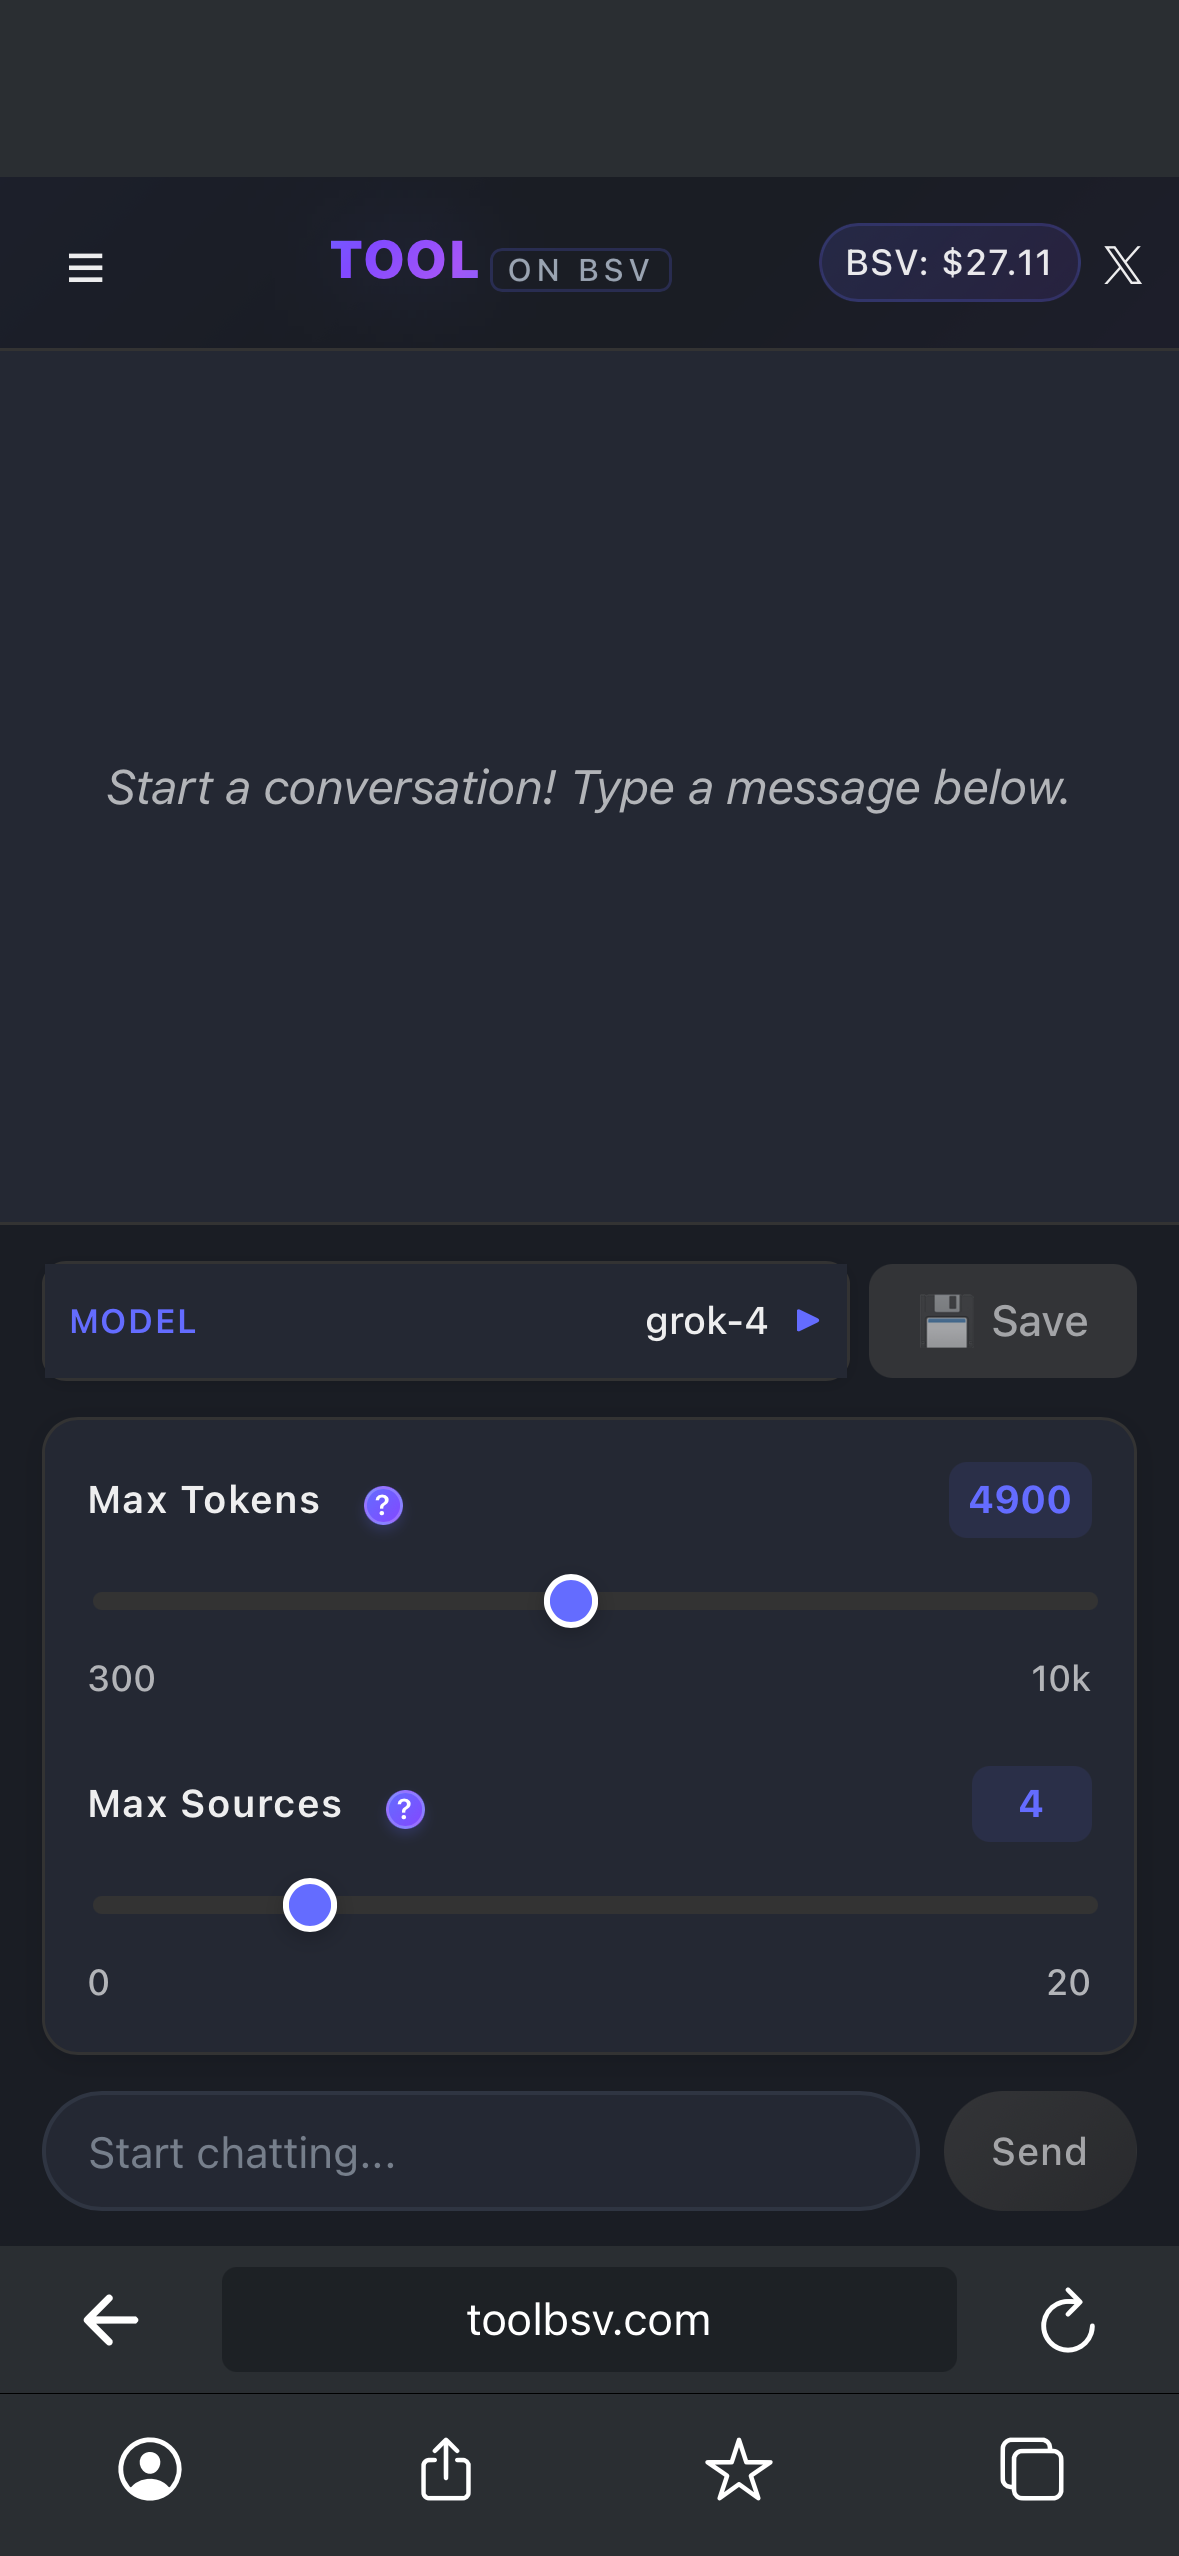 TOOL ON BSV
BSV: $27.11
𝕏
Start a conversation! Type a message below.
MODEL
grok-4
Save
Max Tokens ?
4900
300
10k
Max Sources ?
4
0
20
Start chatting...
Send
toolbsv.com